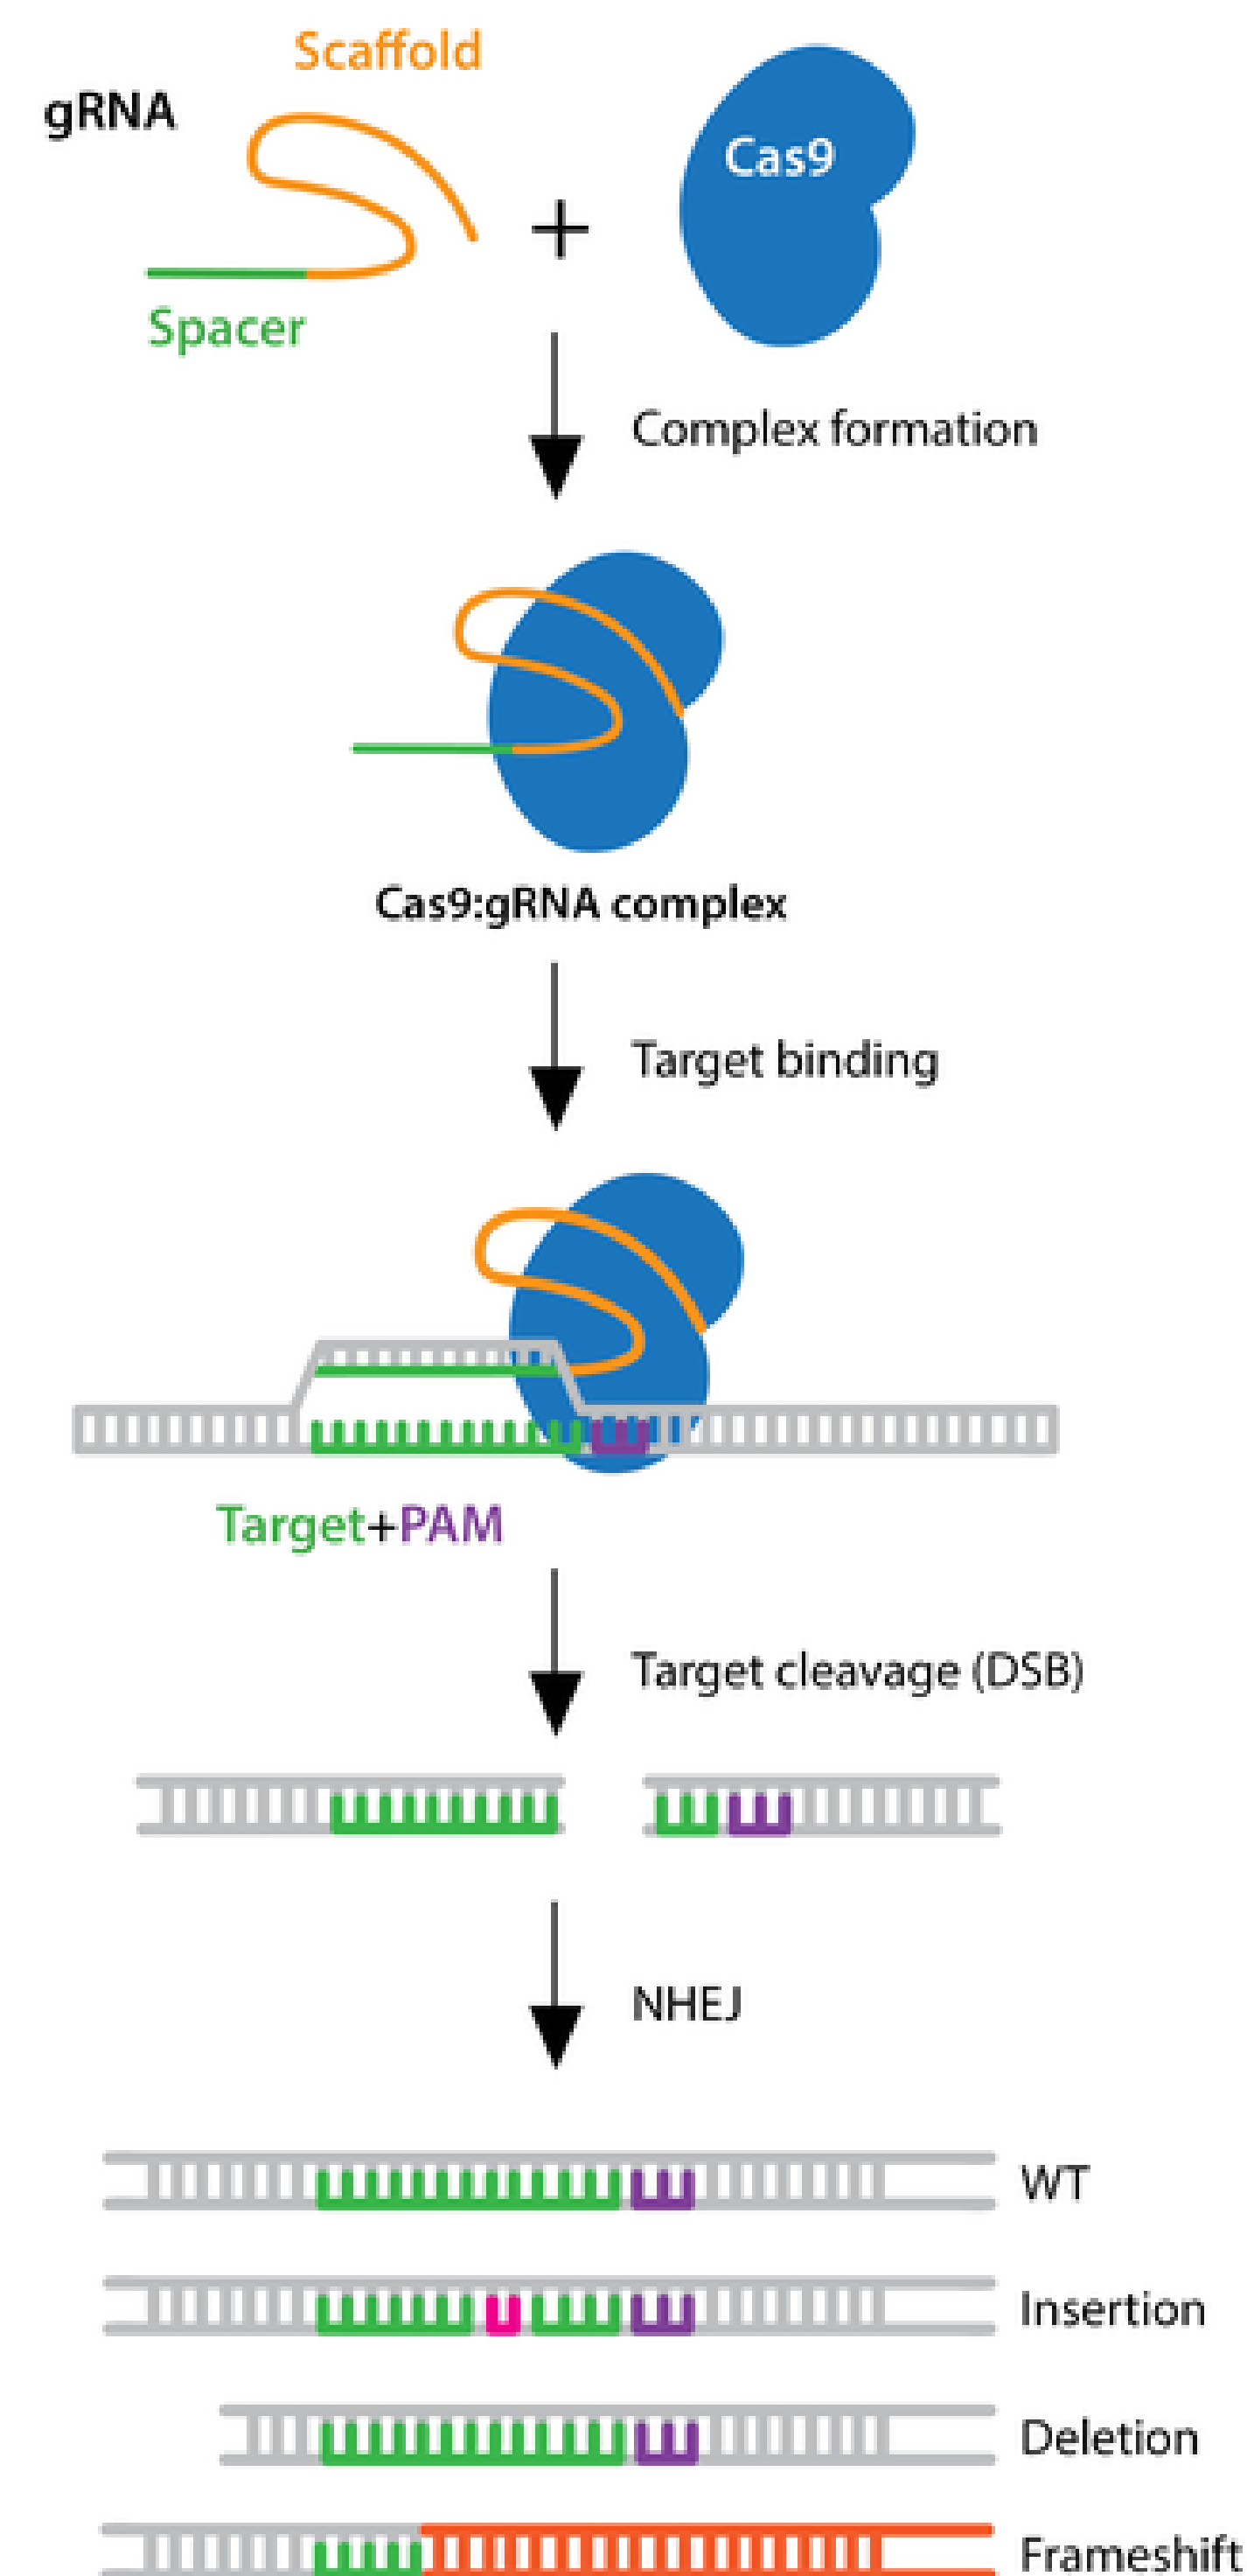 Scaffold
gRNA
Cas9
Spacer
Complex formation
Cas9:gRNA complex
Target binding
Target+PAM
Target cleavage (DSB)
NHEJ
WT
Insertion
Deletion
Frameshift